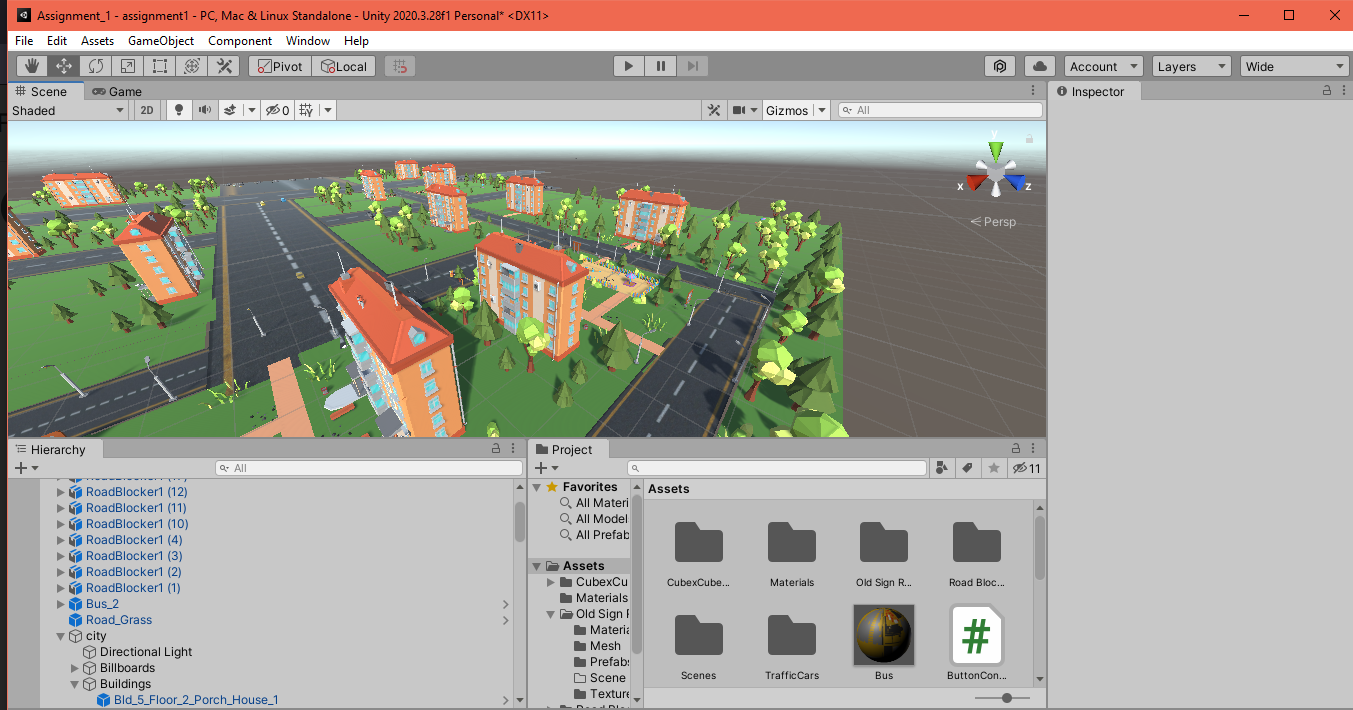 Assignment_1 - assignment1 - PC, Mac & Linux Standalone - Unity 2020.3.28f1 Personal* <DX11>
File Edit Assets GameObject Component Window Help
Pivot Local Account Layers Wide
Scene Game Inspector
Shaded 2D 0 Gizmos All
y
x z
Persp
Hierarchy
All
RoadBlocker1 (12)
RoadBlocker1 (11)
RoadBlocker1 (10)
RoadBlocker1 (4)
RoadBlocker1 (3)
RoadBlocker1 (2)
RoadBlocker1 (1)
Bus_2
Road_Grass
city
Directional Light
Billboards
Buildings
Bld_5_Floor_2_Porch_House_1
Project
11
Favorites
All Materi
All Model
All Prefab
Assets
CubexCu
Materials
Old Sign R
Materia
Mesh
Prefabs
Scene
Texture
Assets
CubexCube... Materials Old Sign R... Road Bloc...
Scenes TrafficCars Bus ButtonCon...